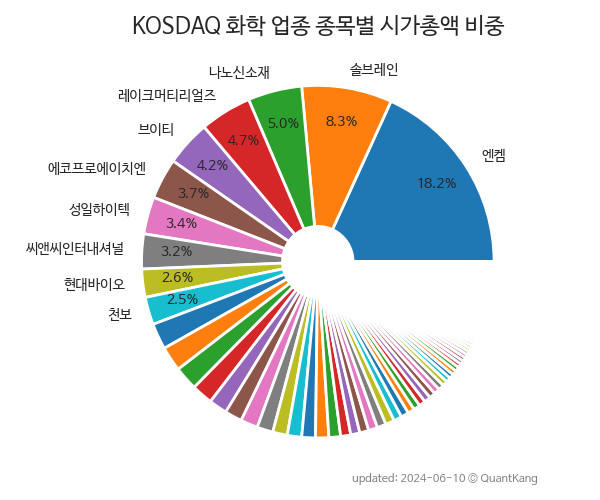 KOSDAQ 화학 업종 종목별 시가총액 비중
엔켐
18.2%
솔브레인
8.3%
나노신소재
5.0%
레이크머티리얼즈
4.7%
브이티
4.2%
에코프로에이치엔
3.7%
성일하이텍
3.4%
씨앤씨인터내셔널
3.2%
현대바이오
2.6%
천보
2.5%
updated: 2024-06-10 © QuantKang